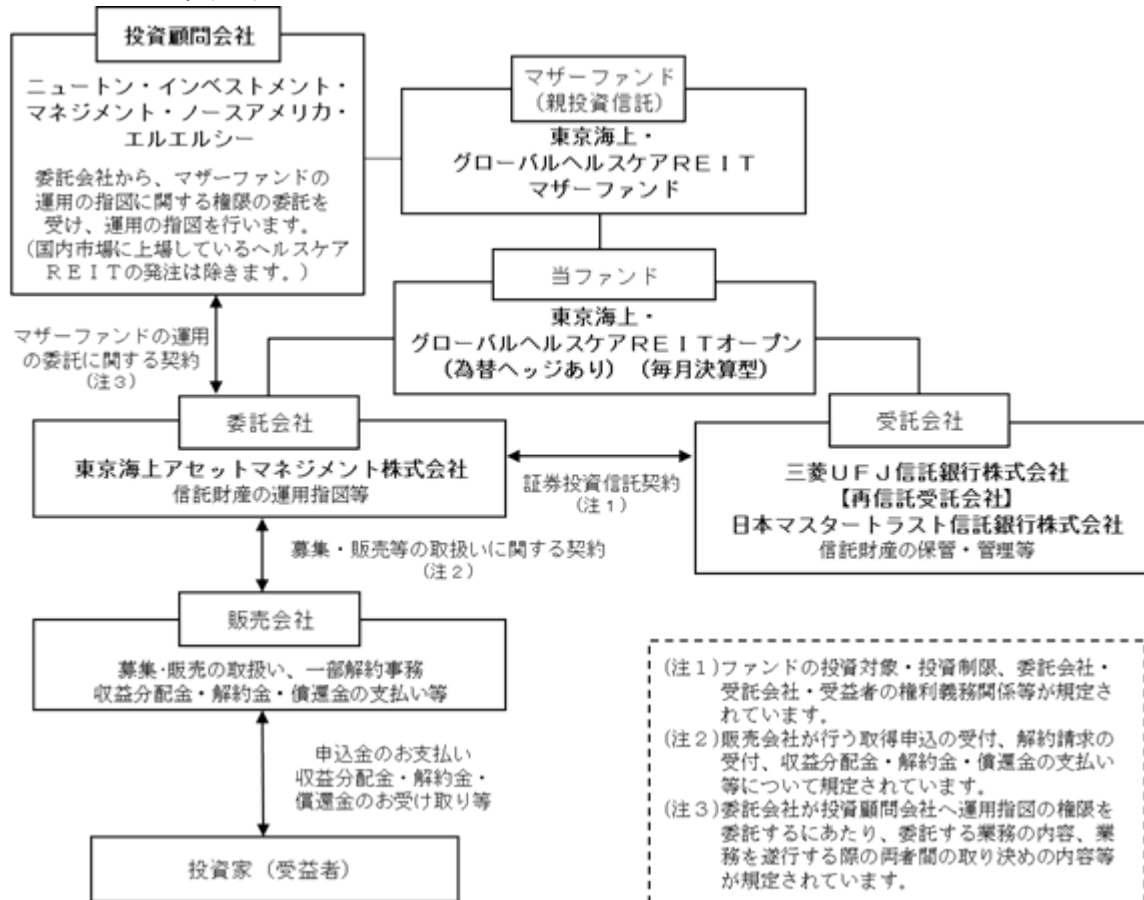 投資顧問会社
ニュートン・インベストメント・
マネジメント・ノースアメリカ・
エルエルシー
委託会社から、マザーファンドの
運用の指図に関する権限の委託を
受け、運用の指図を行います。
(国内市場に上場しているヘルスケア
ＲＥＩＴの発注は除きます。)
マザーファンド
(親投資信託)
東京海上・
グローバルヘルスケアＲＥＩＴ
マザーファンド
当ファンド
東京海上・
グローバルヘルスケアＲＥＩＴオープン
(為替ヘッジあり) (毎月決算型)
マザーファンドの運用
の委託に関する契約
(注３)
委託会社
東京海上アセットマネジメント株式会社
信託財産の運用指図等
証券投資信託契約
(注１)
受託会社
三菱ＵＦＪ信託銀行株式会社
【再信託受託会社】
日本マスタートラスト信託銀行株式会社
信託財産の保管・管理等
募集・販売等の取扱いに関する契約
(注２)
販売会社
募集・販売の取扱い、一部解約事務
収益分配金・解約金・償還金の支払い等
申込金のお支払い
収益分配金・解約金・
償還金のお受け取り等
投資家 (受益者)
(注１)ファンドの投資対象・投資制限、委託会社・
受託会社・受益者の権利義務関係等が規定さ
れています。
(注２)販売会社が行う取得申込の受付、解約請求の
受付、収益分配金・解約金・償還金の支払い
等について規定されています。
(注３)委託会社が投資顧問会社へ運用指図の権限を
委託するにあたり、委託する業務の内容、業
務を遂行する際の両者間の取り決めの内容等
が規定されています。